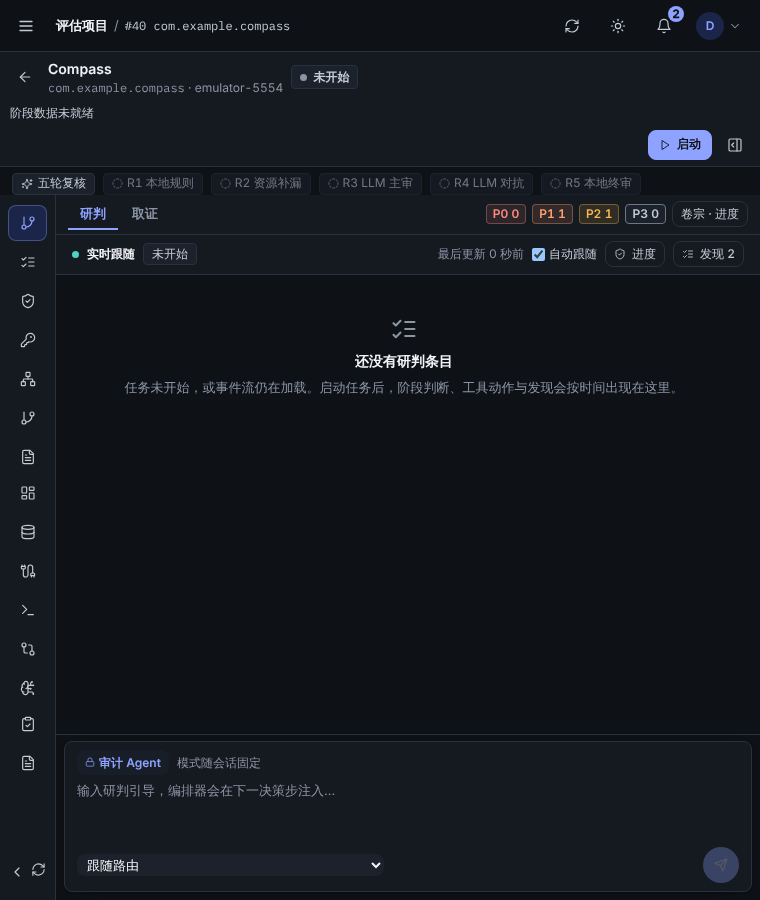 评估项目 / #40 com.example.compass 2 D
Compass
com.example.compass · emulator-5554 未开始
阶段数据未就绪
启动
五轮复核 R1 本地规则 R2 资源补漏 R3 LLM 主审 R4 LLM 对抗 R5 本地终审
研判 取证 P0 0 P1 1 P2 1 P3 0 卷宗 · 进度
实时跟随 未开始 最后更新 0 秒前 自动跟随 进度 发现 2
还没有研判条目
任务未开始，或事件流仍在加载。启动任务后，阶段判断、工具动作与发现会按时间出现在这里。
审计 Agent 模式随会话固定
输入研判引导，编排器会在下一决策步注入...
跟随路由